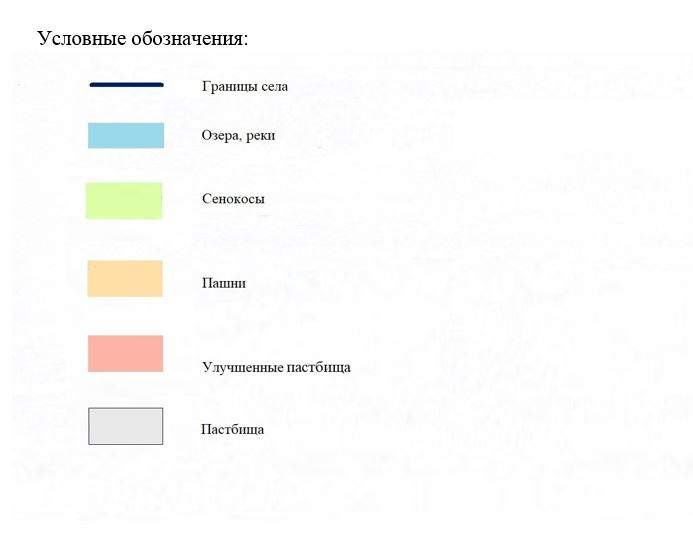 Условные обозначения:
Границы села
Озера, реки
Сенокосы
Пашни
Улучшенные пастбища
Пастбища